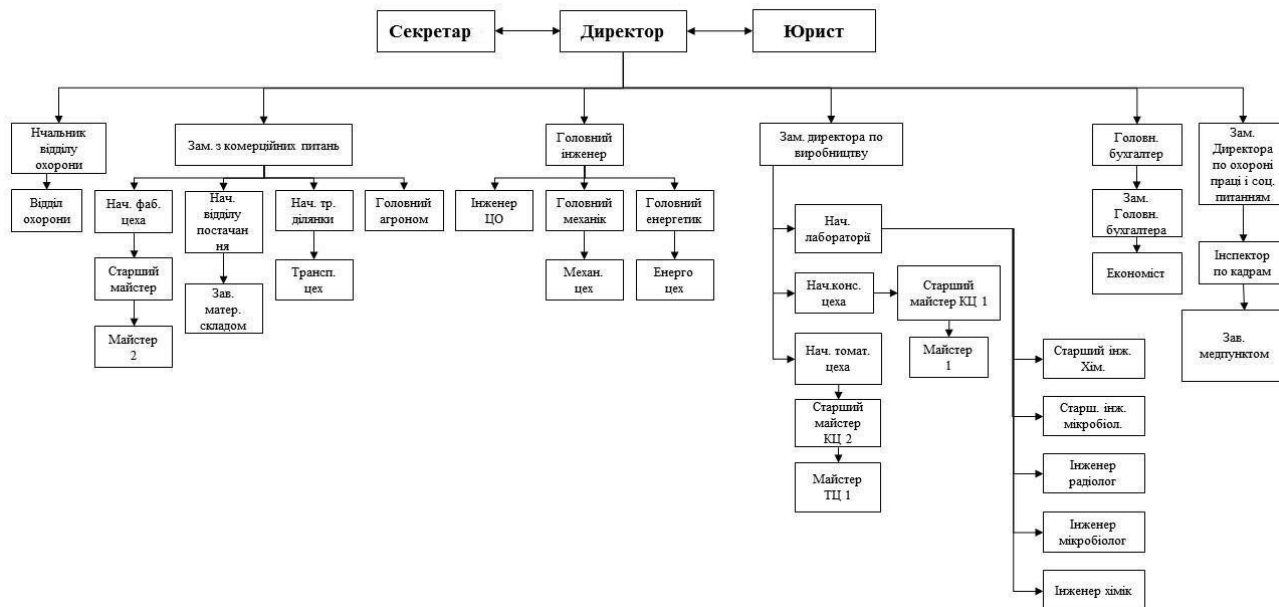 Секретар
Директор
Юрист
Нчальник
відділу
охорони
Зам. з комерційних питань
Головний
інженер
Зам. директора по
виробництву
Головн.
бухгалтер
Зам.
Директора
по охороні
праці і соц.
питанням
Відділ
охорони
Нач. фаб.
цеха
Нач.
відділу
постачан
ня
Нач. тр.
ділянки
Головний
агроном
Інженер
ЦО
Головний
механік
Головний
енергетик
Нач.
лабораторії
Зам.
Головн.
бухгалтера
Старший
майстер
Трансп.
цех
Механ.
цех
Енерго
цех
Нач.конс.
цеха
Старший
майстер КЦ 1
Економіст
Інспектор
по кадрам
Зав.
матер.
складом
Майстер
2
Нач. томат.
цеха
Майстер
1
Старший інж.
Хім.
Зав.
медпунктом
Старший
майстер
КЦ 2
Старш. інж.
мікробіол.
Майстер
ТЦ 1
Інженер
радіолог
Інженер
мікробіолог
Інженер хімік